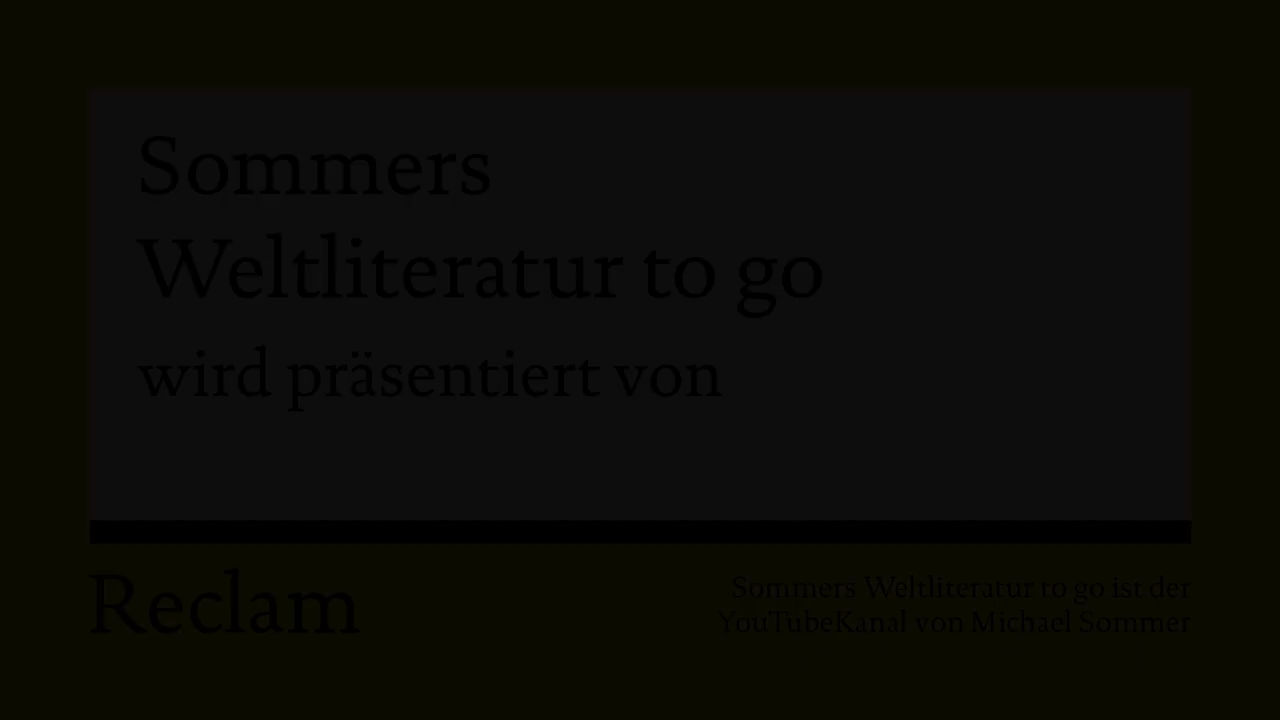 Sommers
Weltliteratur to go
wird präsentiert von
Reclam
Sommers Weltliteratur to go ist der
YouTubeKanal von Michael Sommer